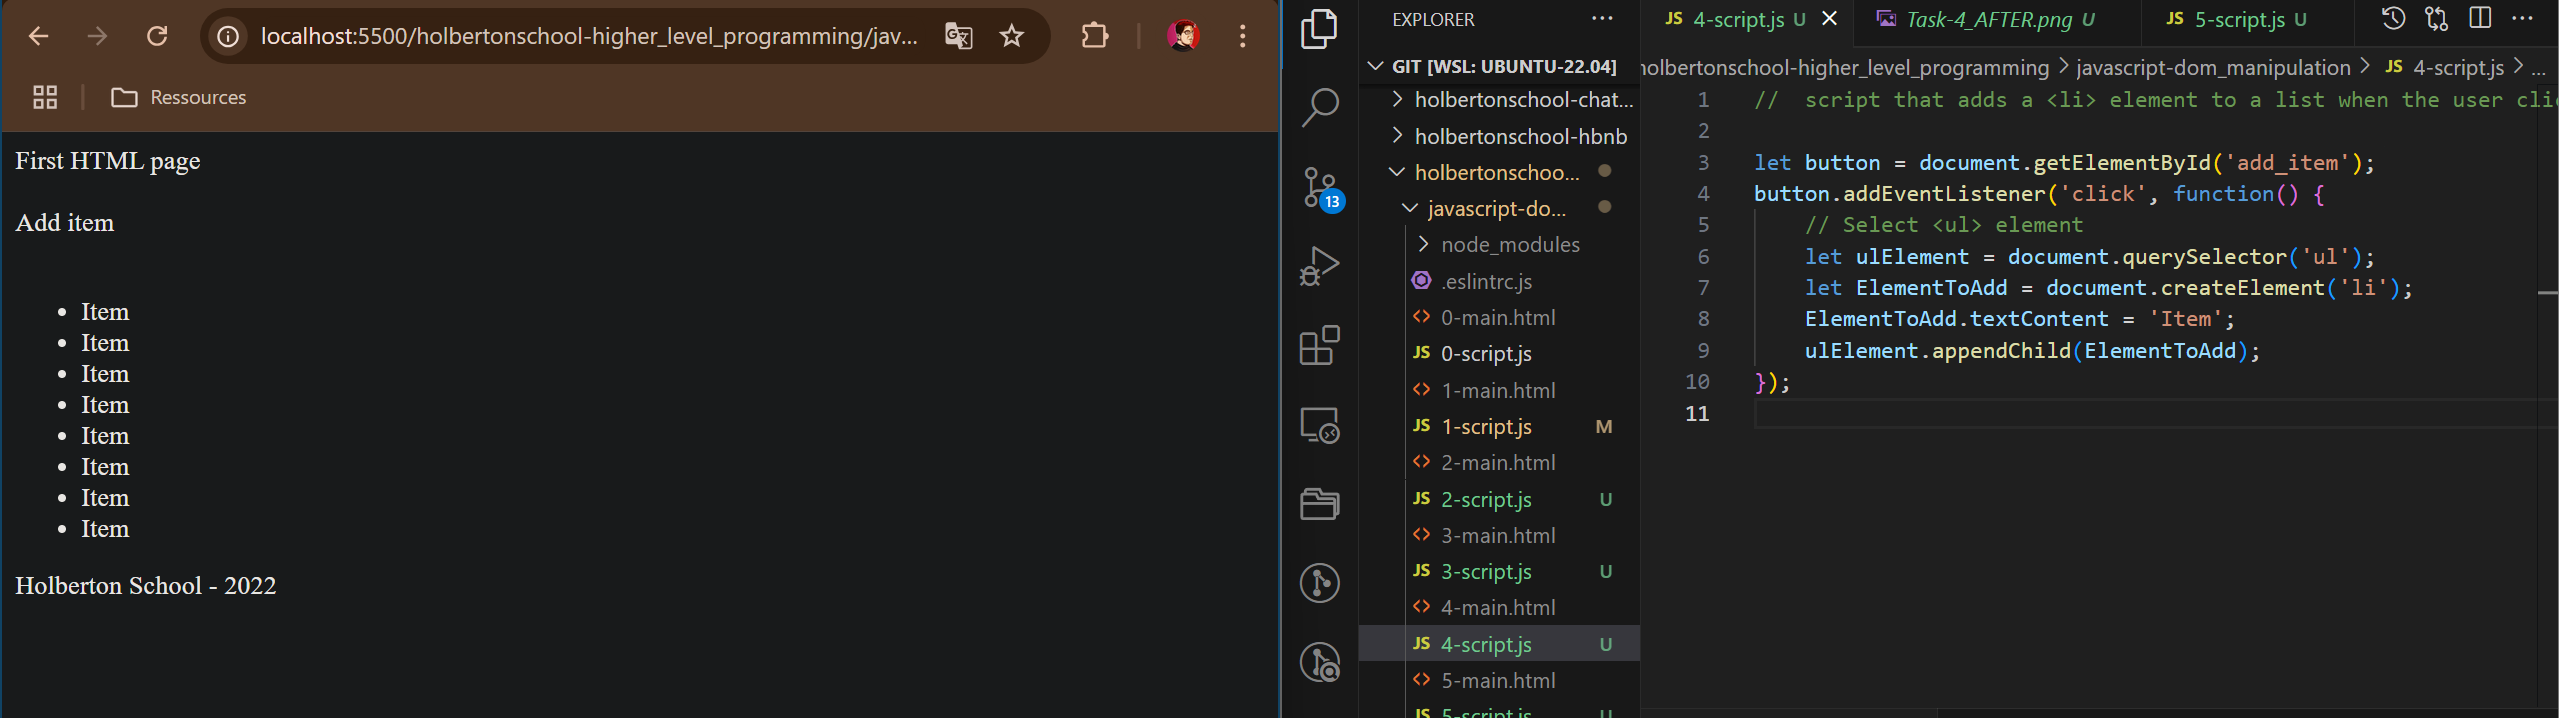 localhost:5500/holbertonschool-higher_level_programming/jav...
Ressources
First HTML page
Add item
Item
Item
Item
Item
Item
Item
Item
Item
Holberton School - 2022
13
EXPLORER
GIT [WSL: UBUNTU-22.04]
holbertonschool-chat...
holbertonschool-hbnb
holbertonschoo...
javascript-do...
node_modules
.eslintrc.js
0-main.html
JS 0-script.js
1-main.html
JS 1-script.js M
2-main.html
JS 2-script.js U
3-main.html
JS 3-script.js U
4-main.html
JS 4-script.js U
5-main.html
JS 5-script.js U
JS 4-script.js U
Task-4_AFTER.png U
JS 5-script.js U
holbertonschool-higher_level_programming > javascript-dom_manipulation > JS 4-script.js > ...
1 // script that adds a <li> element to a list when the user clic
2
3 let button = document.getElementById('add_item');
4 button.addEventListener('click', function() {
5 // Select <ul> element
6 let ulElement = document.querySelector('ul');
7 let ElementToAdd = document.createElement('li');
8 ElementToAdd.textContent = 'Item';
9 ulElement.appendChild(ElementToAdd);
10 });
11